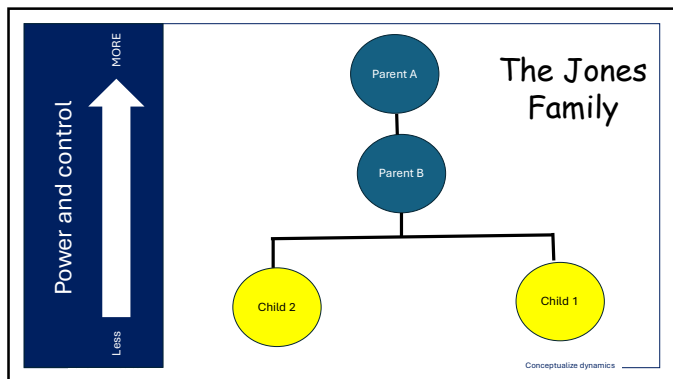 MORE
Power and control
Less
Parent A
The Jones
Family
Parent B
Child 2
Child 1
Conceptualize dynamics